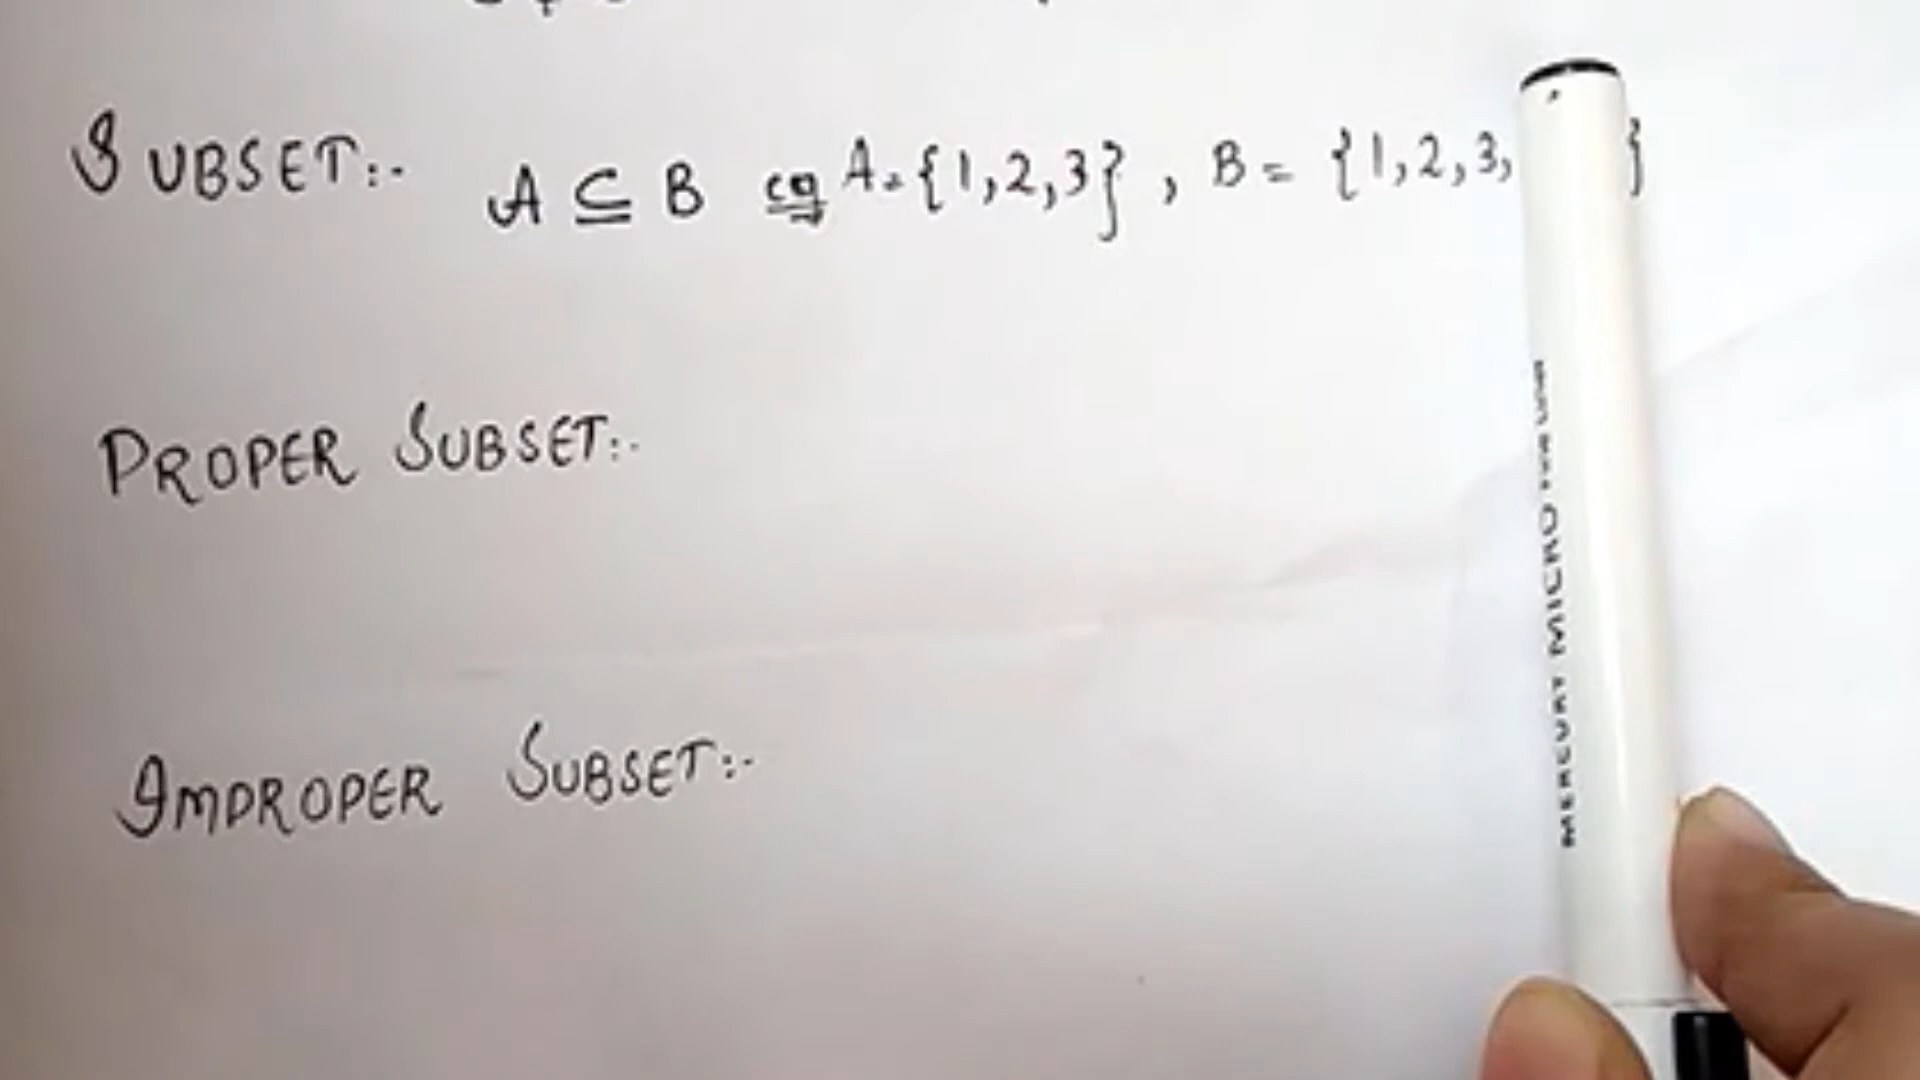 SUBSET:- A ⊆ B eg A = {1,2,3} , B = {1,2,3, }
PROPER SUBSET:-
IMPROPER SUBSET:-